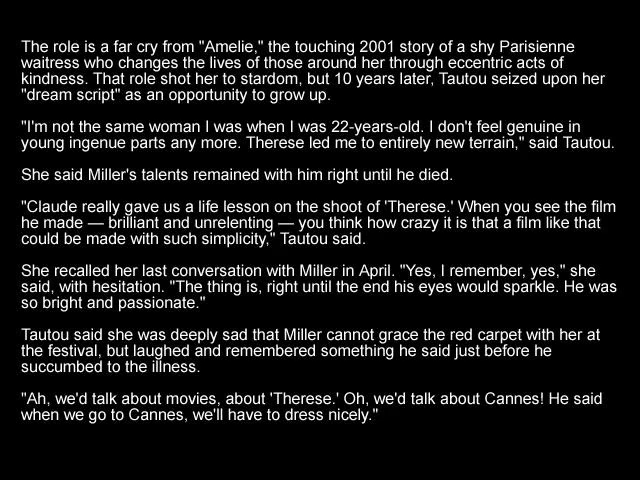 The role is a far cry from "Amelie," the touching 2001 story of a shy Parisienne
waitress who changes the lives of those around her through eccentric acts of
kindness. That role shot her to stardom, but 10 years later, Tautou seized upon her
"dream script" as an opportunity to grow up.
"I'm not the same woman I was when I was 22-years-old. I don't feel genuine in
young ingenue parts any more. Therese led me to entirely new terrain," said Tautou.
She said Miller's talents remained with him right until he died.
"Claude really gave us a life lesson on the shoot of 'Therese.' When you see the film
he made — brilliant and unrelenting — you think how crazy it is that a film like that
could be made with such simplicity," Tautou said.
She recalled her last conversation with Miller in April. "Yes, I remember, yes," she
said, with hesitation. "The thing is, right until the end his eyes would sparkle. He was
so bright and passionate."
Tautou said she was deeply sad that Miller cannot grace the red carpet with her at
the festival, but laughed and remembered something he said just before he
succumbed to the illness.
"Ah, we'd talk about movies, about 'Therese.' Oh, we'd talk about Cannes! He said
when we go to Cannes, we'll have to dress nicely."